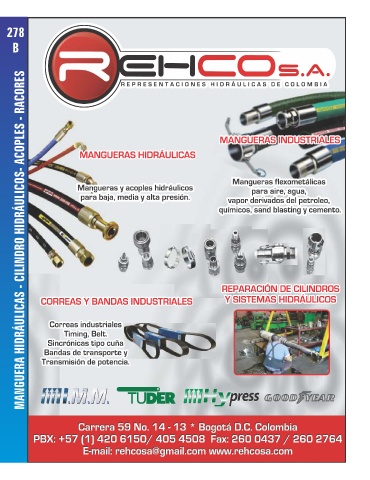 278
B
MANGUERA HIDRÁULICAS - CILINDRO HIDRÁULICOS- ACOPLES - RACORES
REHCO S.A.
REPRESENTACIONES HIDRÁULICAS DE COLOMBIA
MANGUERAS INDUSTRIALES
MANGUERAS HIDRÁULICAS
Mangueras y acoples hidráulicos
para baja, media y alta presión.
Mangueras flexometálicas
para aire, agua,
vapor derivados del petroleo,
químicos, sand blasting y cemento.
CORREAS Y BANDAS INDUSTRIALES
Correas industriales
Timing, Belt.
Sincrónicas tipo cuña
Bandas de transporte y
Transmisión de potencia.
REPARACIÓN DE CILINDROS
Y SISTEMAS HIDRÁULICOS
I.M.M. TUDER Hypress GOODYEAR
Carrera 59 No. 14 - 13 * Bogotá D.C. Colombia
PBX: +57 (1) 420 6150/ 405 4508 Fax: 260 0437 / 260 2764
E-mail: rehcosa@gmail.com www.rehcosa.com